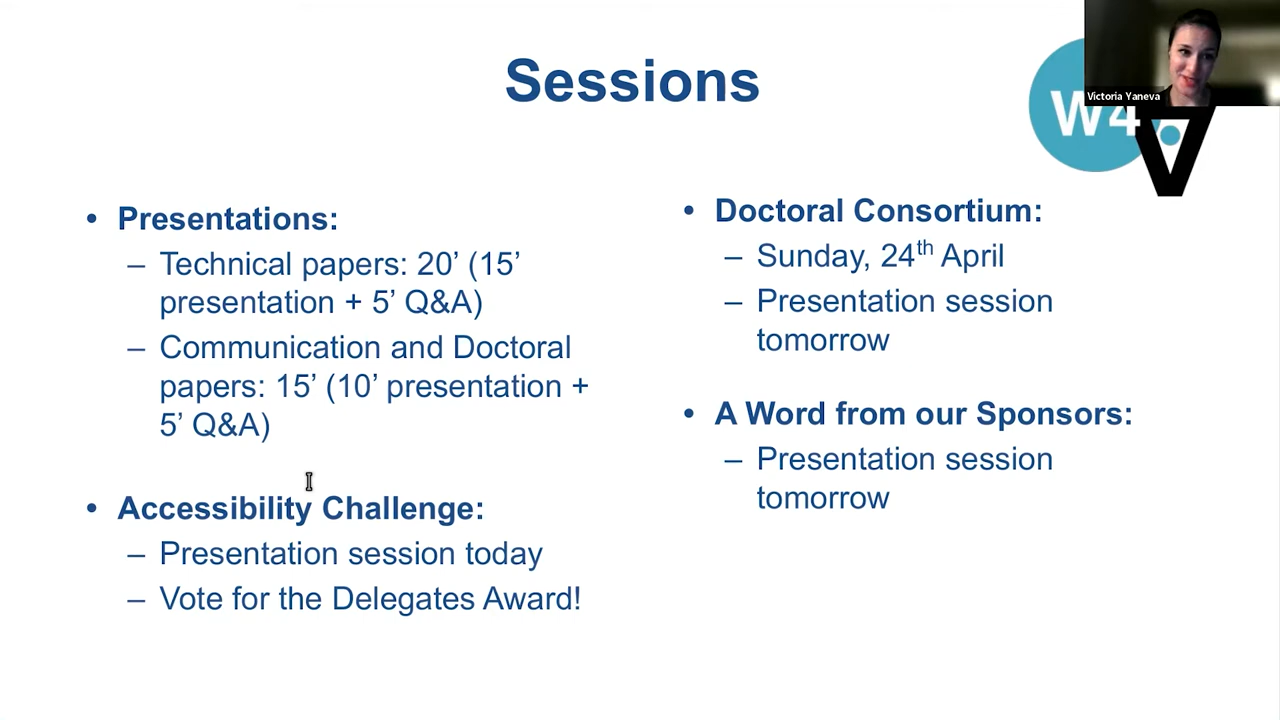 Sessions
Victoria Yaneva
W4
• Presentations:
– Technical papers: 20’ (15’
presentation + 5’ Q&A)
– Communication and Doctoral
papers: 15’ (10’ presentation +
5’ Q&A)
• Accessibility Challenge:
– Presentation session today
– Vote for the Delegates Award!
• Doctoral Consortium:
– Sunday, 24th April
– Presentation session
tomorrow
• A Word from our Sponsors:
– Presentation session
tomorrow